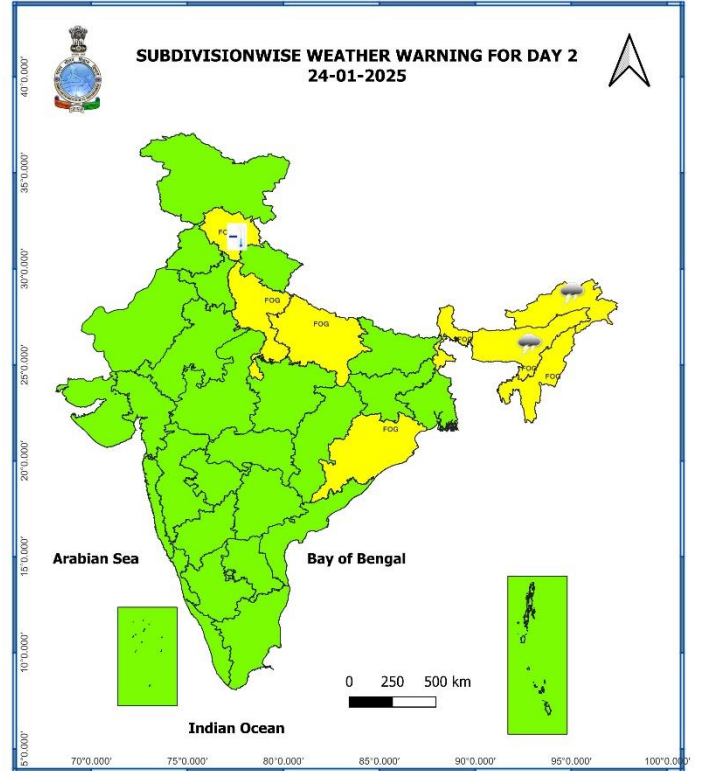 SUBDIVISIONWISE WEATHER WARNING FOR DAY 2
24-01-2025
40°0.000'
35°0.000'
30°0.000'
25°0.000'
20°0.000'
15°0.000'
10°0.000'
5°0.000'
FOG
FOG
FOG
FOG
FOG
FOG
Arabian Sea
Bay of Bengal
0 250 500 km
Indian Ocean
70°0.000' 75°0.000' 80°0.000' 85°0.000' 90°0.000' 95°0.000' 100°0.000'